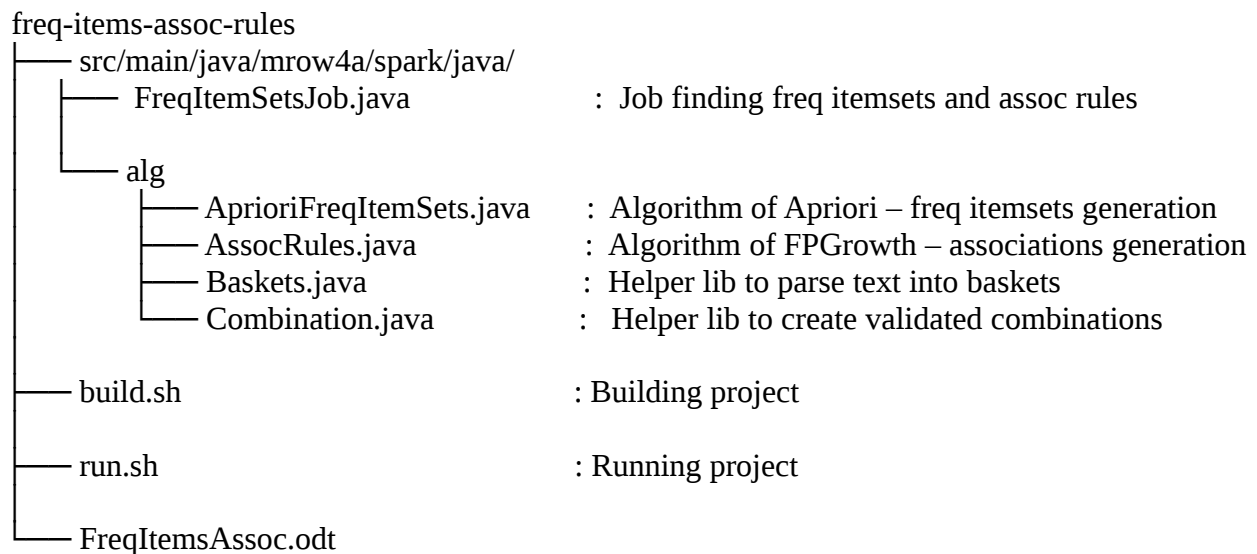 freq-items-assoc-rules
├── src/main/java/mrow4a/spark/java/
├── FreqItemSetsJob.java : Job finding freq itemsets and assoc rules
└── alg
├── AprioriFreqItemSets.java : Algorithm of Apriori – freq itemsets generation
├── AssocRules.java : Algorithm of FPGrowth – associations generation
├── Baskets.java : Helper lib to parse text into baskets
└── Combination.java : Helper lib to create validated combinations
├── build.sh : Building project
├── run.sh : Running project
└── FreqItemsAssoc.odt